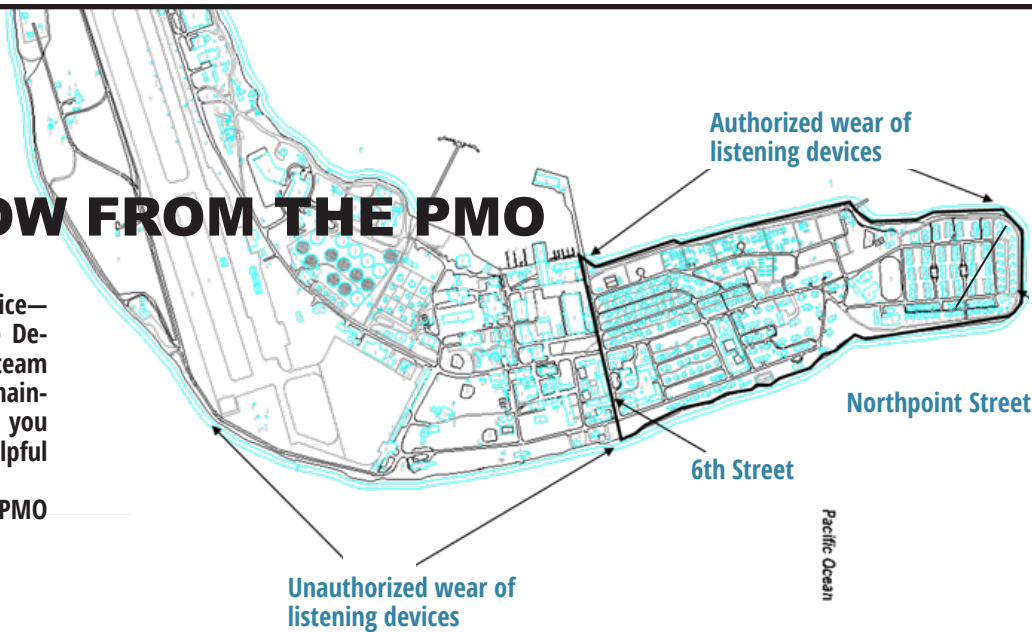 Authorized wear of
listening devices
OW FROM THE PMO
ice—
De-
team
main-
you
lpful
PMO
Northpoint Street
6th Street
Pacific Ocean
Unauthorized wear of
listening devices